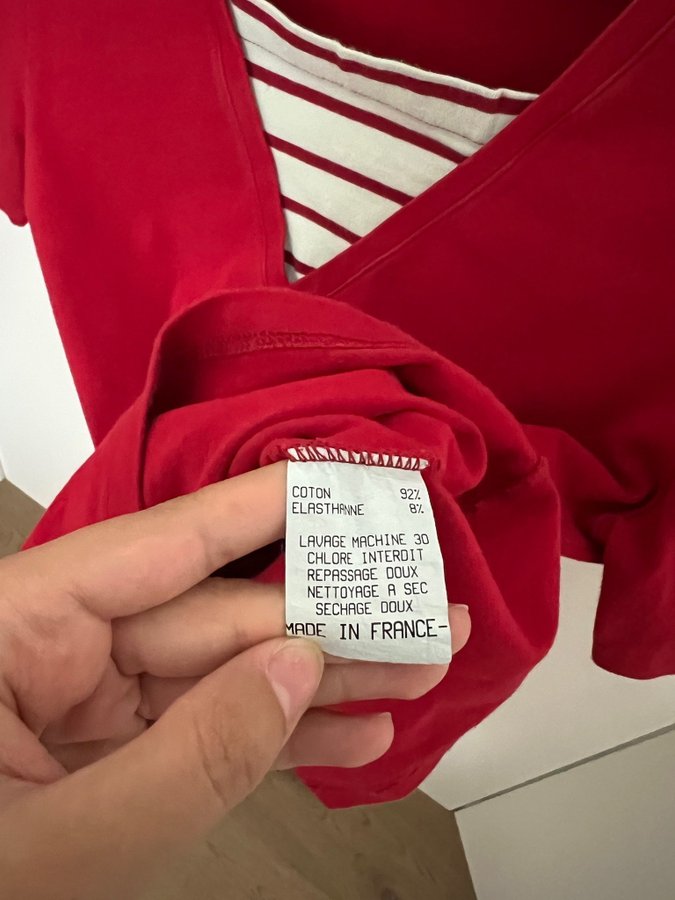 COTON 92%
ELASTHANNE 8%
LAVAGE MACHINE 30
CHLORE INTERDIT
REPASSAGE DOUX
NETTOYAGE A SEC
SECHAGE DOUX
MADE IN FRANCE-